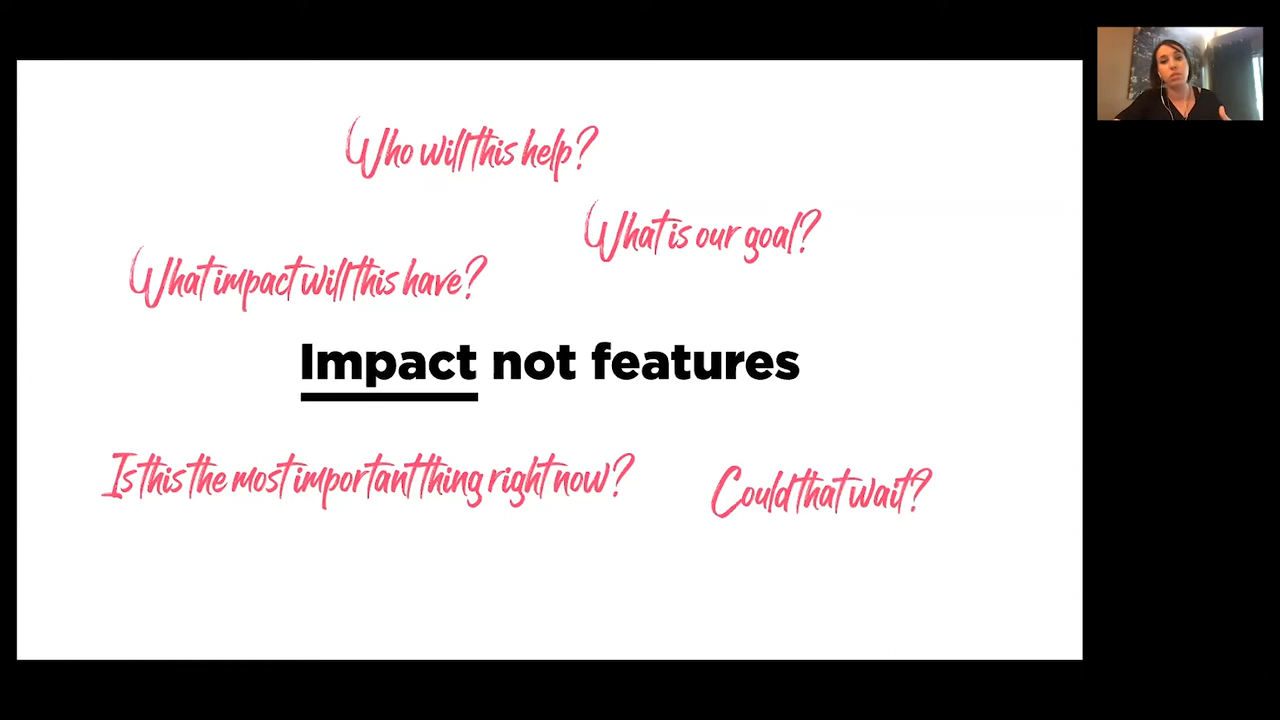 Who will this help?
What is our goal?
What impact will this have?
Impact not features
Is this the most important thing right now?
Could that wait?